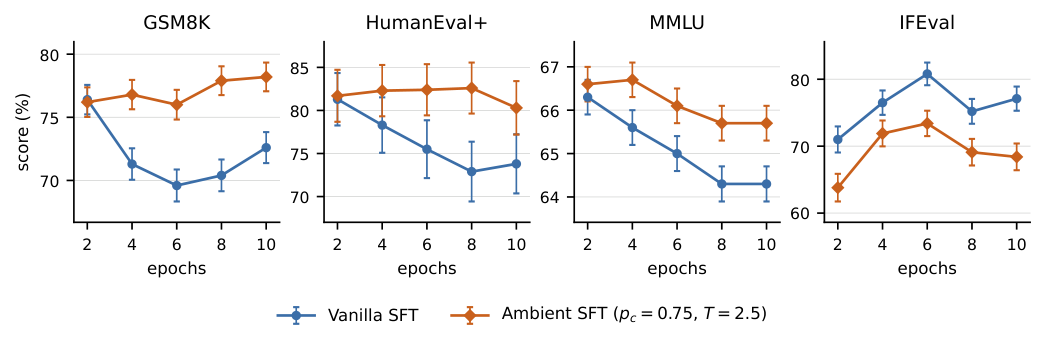 GSM8K
HumanEval+
MMLU
IFEval
score (%)
80
75
70
85
80
75
70
67
66
65
64
80
70
60
2 4 6 8 10
2 4 6 8 10
2 4 6 8 10
2 4 6 8 10
epochs
epochs
epochs
epochs
Vanilla SFT
Ambient SFT (p_c = 0.75, T = 2.5)